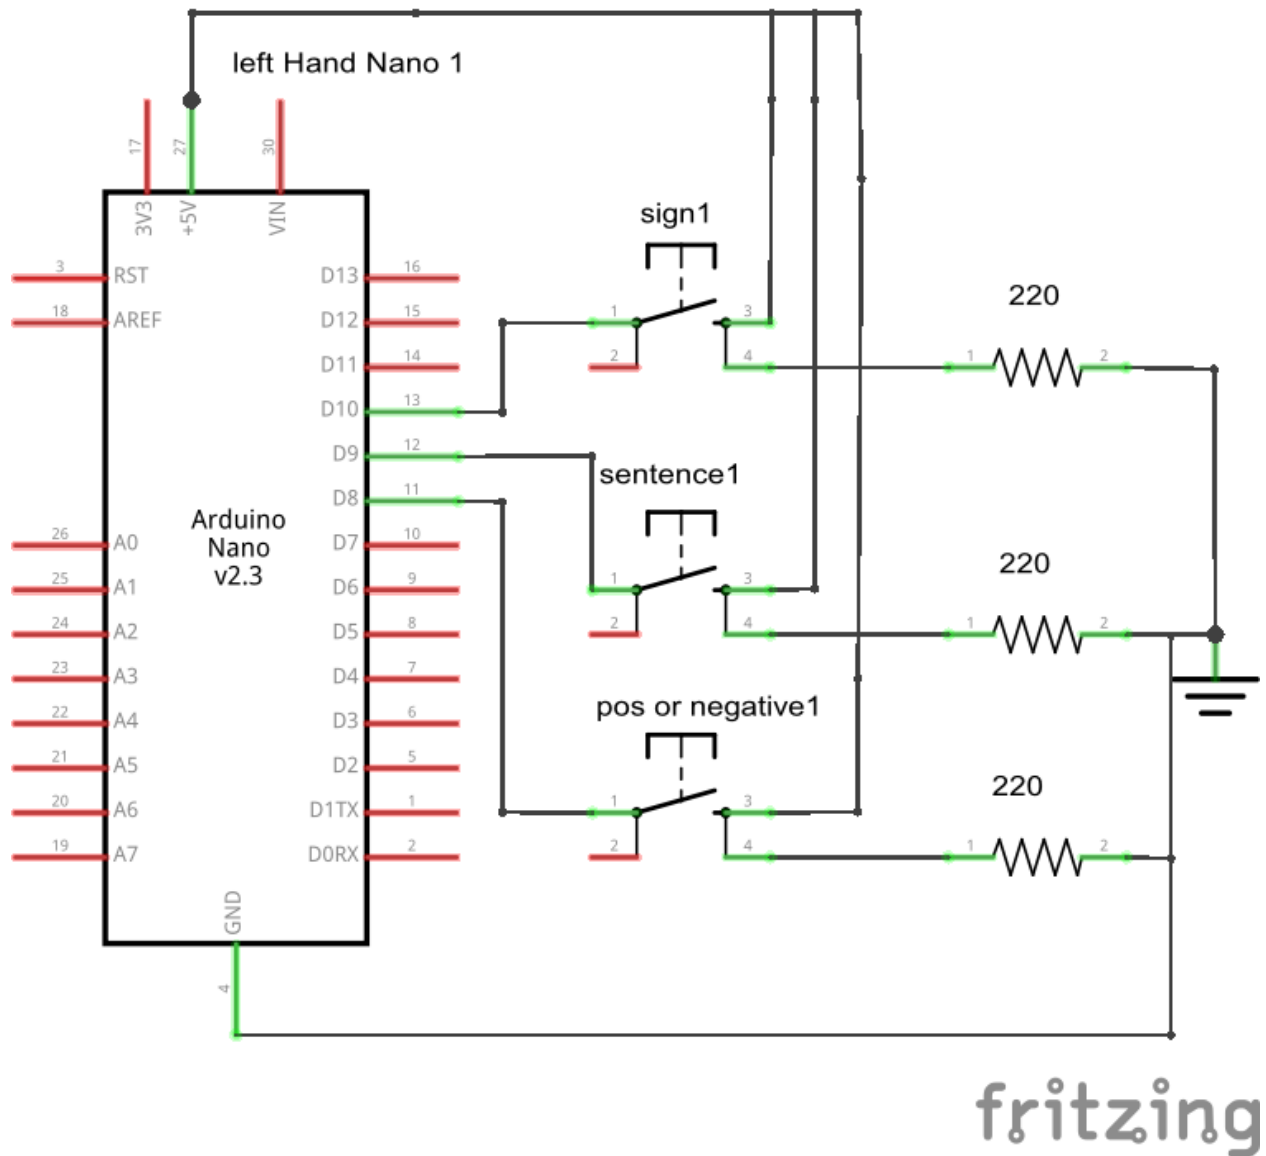 left Hand Nano 1
17
27
30
3V3
+5V
VIN
sign1
3 RST
D13 16
220
18 AREF
D12 15
1
3
D11 14
2
4
1
2
D10 13
D9 12
sentence1
D8 11
Arduino
Nano
v2.3
26 A0
D7 10
220
25 A1
D6 9
1
3
24 A2
D5 8
2
4
1
2
23 A3
D4 7
22 A4
D3 6
pos or negative1
21 A5
D2 5
220
20 A6
D1TX 1
1
3
19 A7
D0RX 2
2
4
1
2
GND
4
fritzing